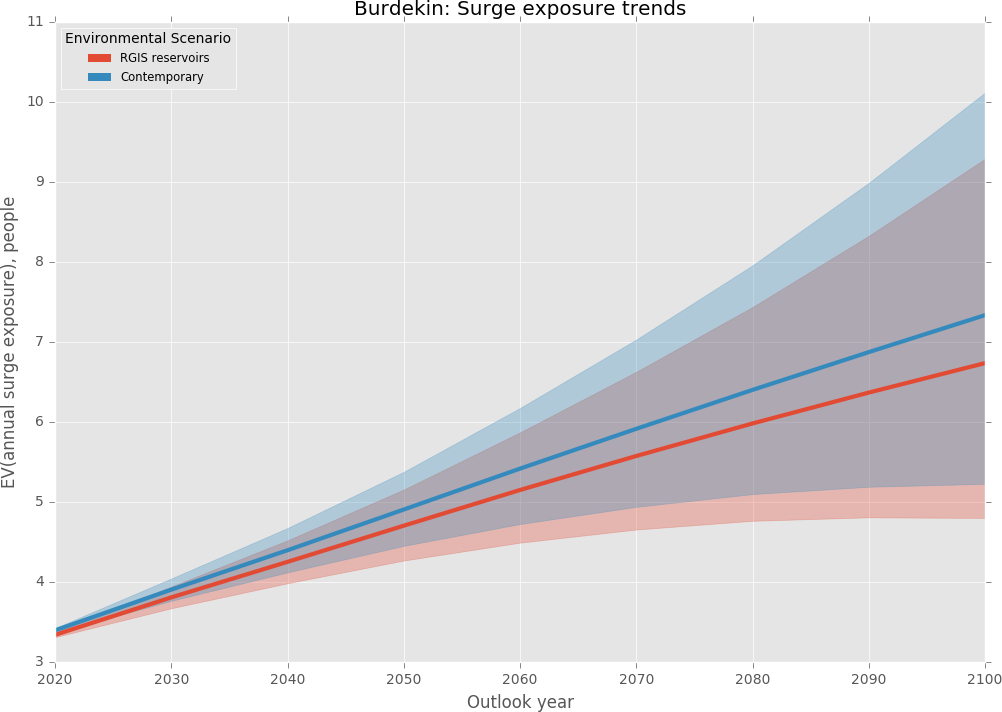 Burdekin: Surge exposure trends
Environmental Scenario
RGIS reservoirs
Contemporary
EV(annual surge exposure), people
11
10
9
8
7
6
5
4
3
2020 2030 2040 2050 2060 2070 2080 2090 2100
Outlook year